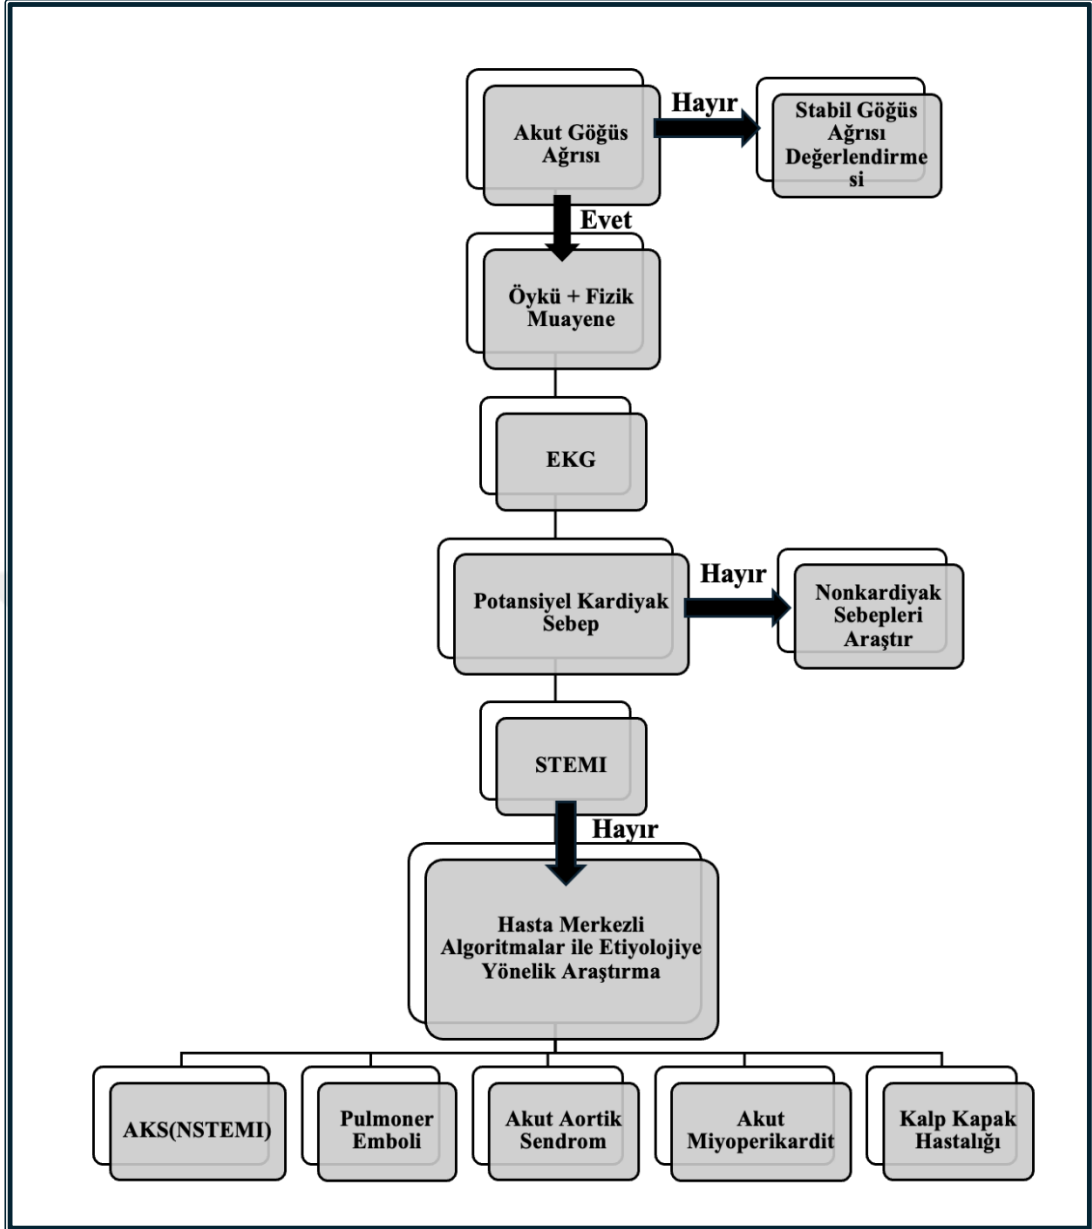 Akut Göğüs
Ağrısı
Hayır
Stabil Göğüs
Ağrısı
Değerlendirme
si
Evet
Öykü + Fizik
Muayene
EKG
Potansiyel Kardiyak
Sebep
Hayır
Nonkardiyak
Sebepleri
Araştır
STEMI
Hayır
Hasta Merkezli
Algoritmalar ile Etiyolojiye
Yönelik Araştırma
AKS(NSTEMI)
Pulmoner
Emboli
Akut Aortik
Sendrom
Akut
Miyoperikardit
Kalp Kapak
Hastalığı